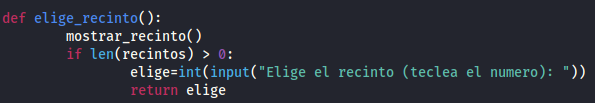 def elige_recinto():
mostrar_recinto()
if len(recintos) > 0:
elige=int(input("Elige el recinto (teclea el numero): "))
return elige